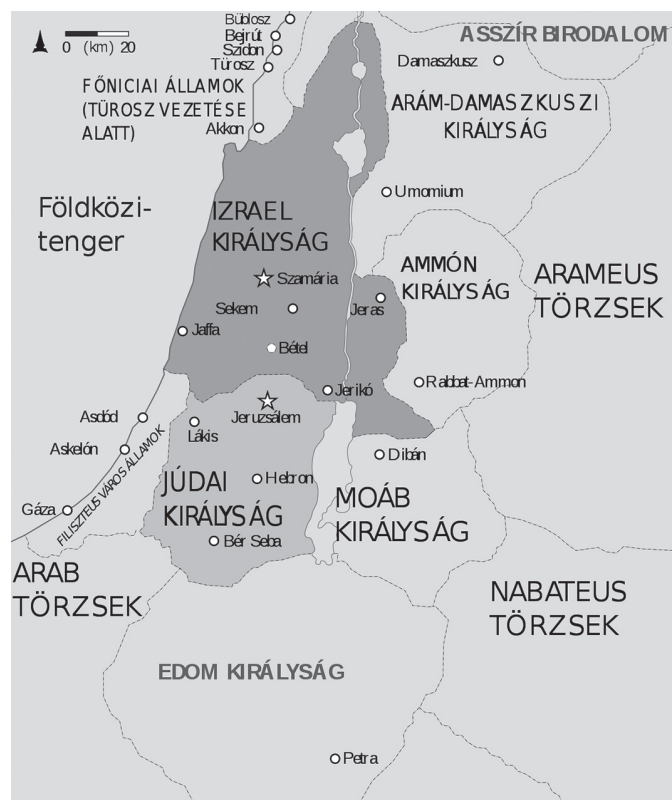 Büblosz
ASSZÍR BIRODALOM
0 (km) 20
Bejrút
Szidón
Türosz
Damaszkusz
FŐNICIAI ÁLLAMOK
(TÜROSZ VEZETÉSE
ALATT)
ARÁM-DAMASZKUSZI
KIRÁLYSÁG
Akkon
Umomium
Földközi-
tenger
IZRAEL
KIRÁLYSÁG
AMMÓN
KIRÁLYSÁG
ARAMEUS
TÖRZSEK
Szamária
Sekem
Jeras
Jaffa
Bétel
Rabbat-Ammon
Jerikó
Jeruzsálem
Asdód
Lákis
Askelón
Dibán
FILISZTEUS VÁROSÁLLAMOK
Hebron
JÚDAI
KIRÁLYSÁG
MOÁB
KIRÁLYSÁG
Gáza
Bér Seba
ARAB
TÖRZSEK
NABATEUS
TÖRZSEK
EDOM KIRÁLYSÁG
Petra